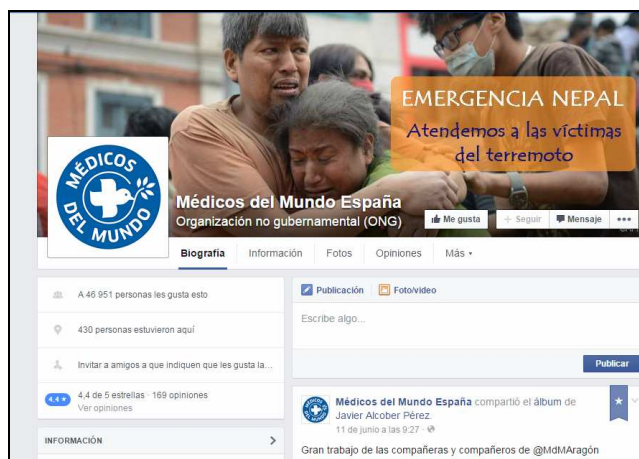 EMERGENCIA NEPAL
Atendemos a las víctimas
del terremoto
MÉDICOS
DEL MUNDO
Médicos del Mundo España
Organización no gubernamental (ONG)
Me gusta
+ Seguir
Mensaje
•••
Biografía Información Fotos Opiniones Más
A 46 951 personas les gusta esto
430 personas estuvieron aquí
Invitar a amigos a que indiquen que les gusta la…
4,4 ★
4,4 de 5 estrellas · 169 opiniones
Ver opiniones
INFORMACIÓN
Publicación Foto/vídeo
Escribe algo...
Publicar
Médicos del Mundo España compartió el álbum de
Javier Alcober Pérez.
11 de junio a las 9:27 ·
Gran trabajo de las compañeras y compañeros de @MdMAragón